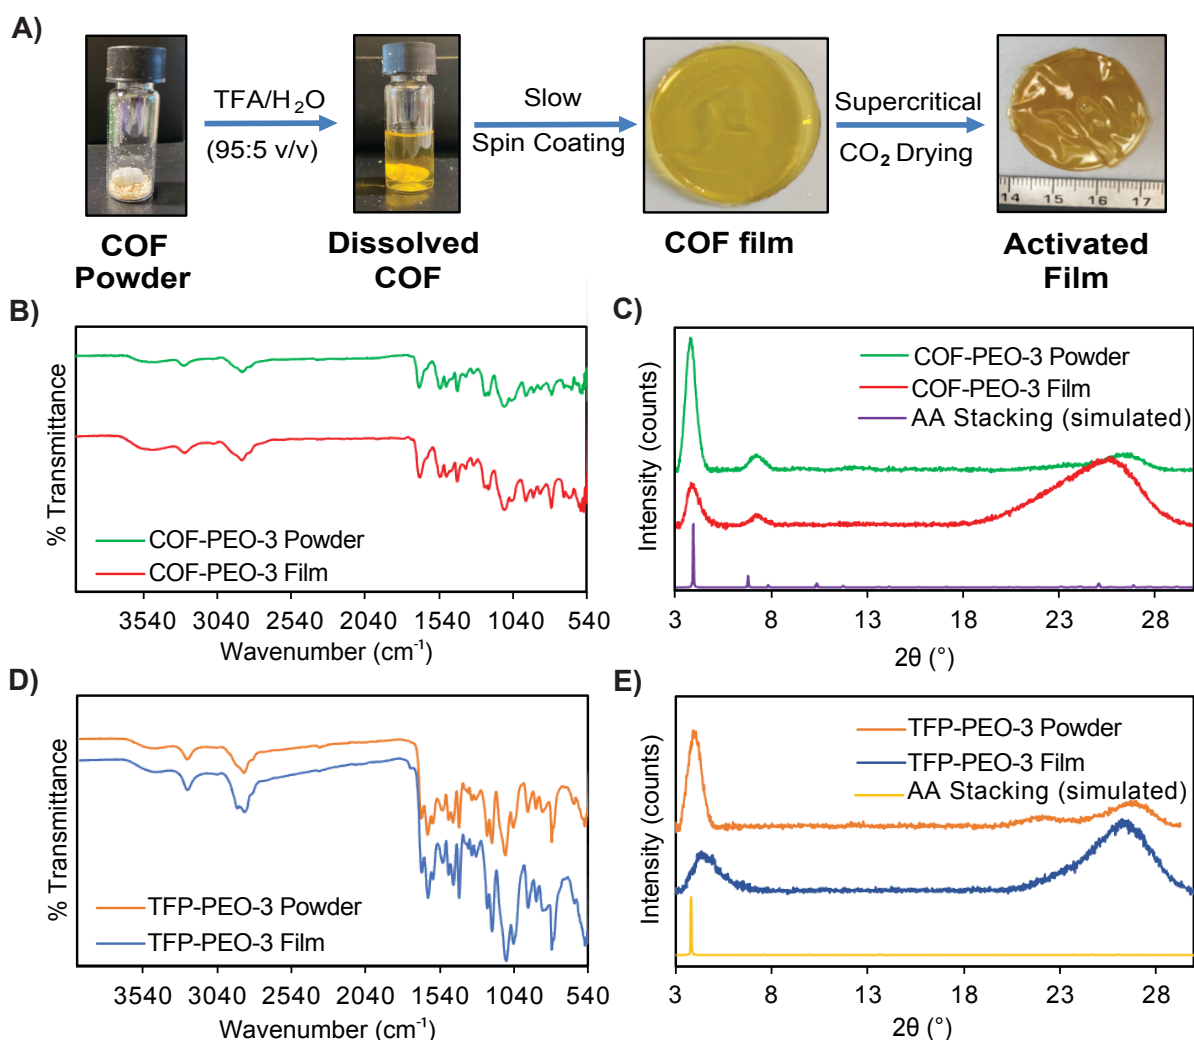 A)
TFA/H2O
(95:5 v/v)
Slow
Spin Coating
Supercritical
CO2 Drying
14 15 16 17
COF
Powder
Dissolved
COF
COF film
Activated
Film
B)
% Transmittance
COF-PEO-3 Powder
COF-PEO-3 Film
3540 3040 2540 2040 1540 1040 540
Wavenumber (cm⁻¹)
C)
Intensity (counts)
COF-PEO-3 Powder
COF-PEO-3 Film
AA Stacking (simulated)
3 8 13 18 23 28
2θ (°)
D)
% Transmittance
TFP-PEO-3 Powder
TFP-PEO-3 Film
3540 3040 2540 2040 1540 1040 540
Wavenumber (cm⁻¹)
E)
Intensity (counts)
TFP-PEO-3 Powder
TFP-PEO-3 Film
AA Stacking (simulated)
3 8 13 18 23 28
2θ (°)